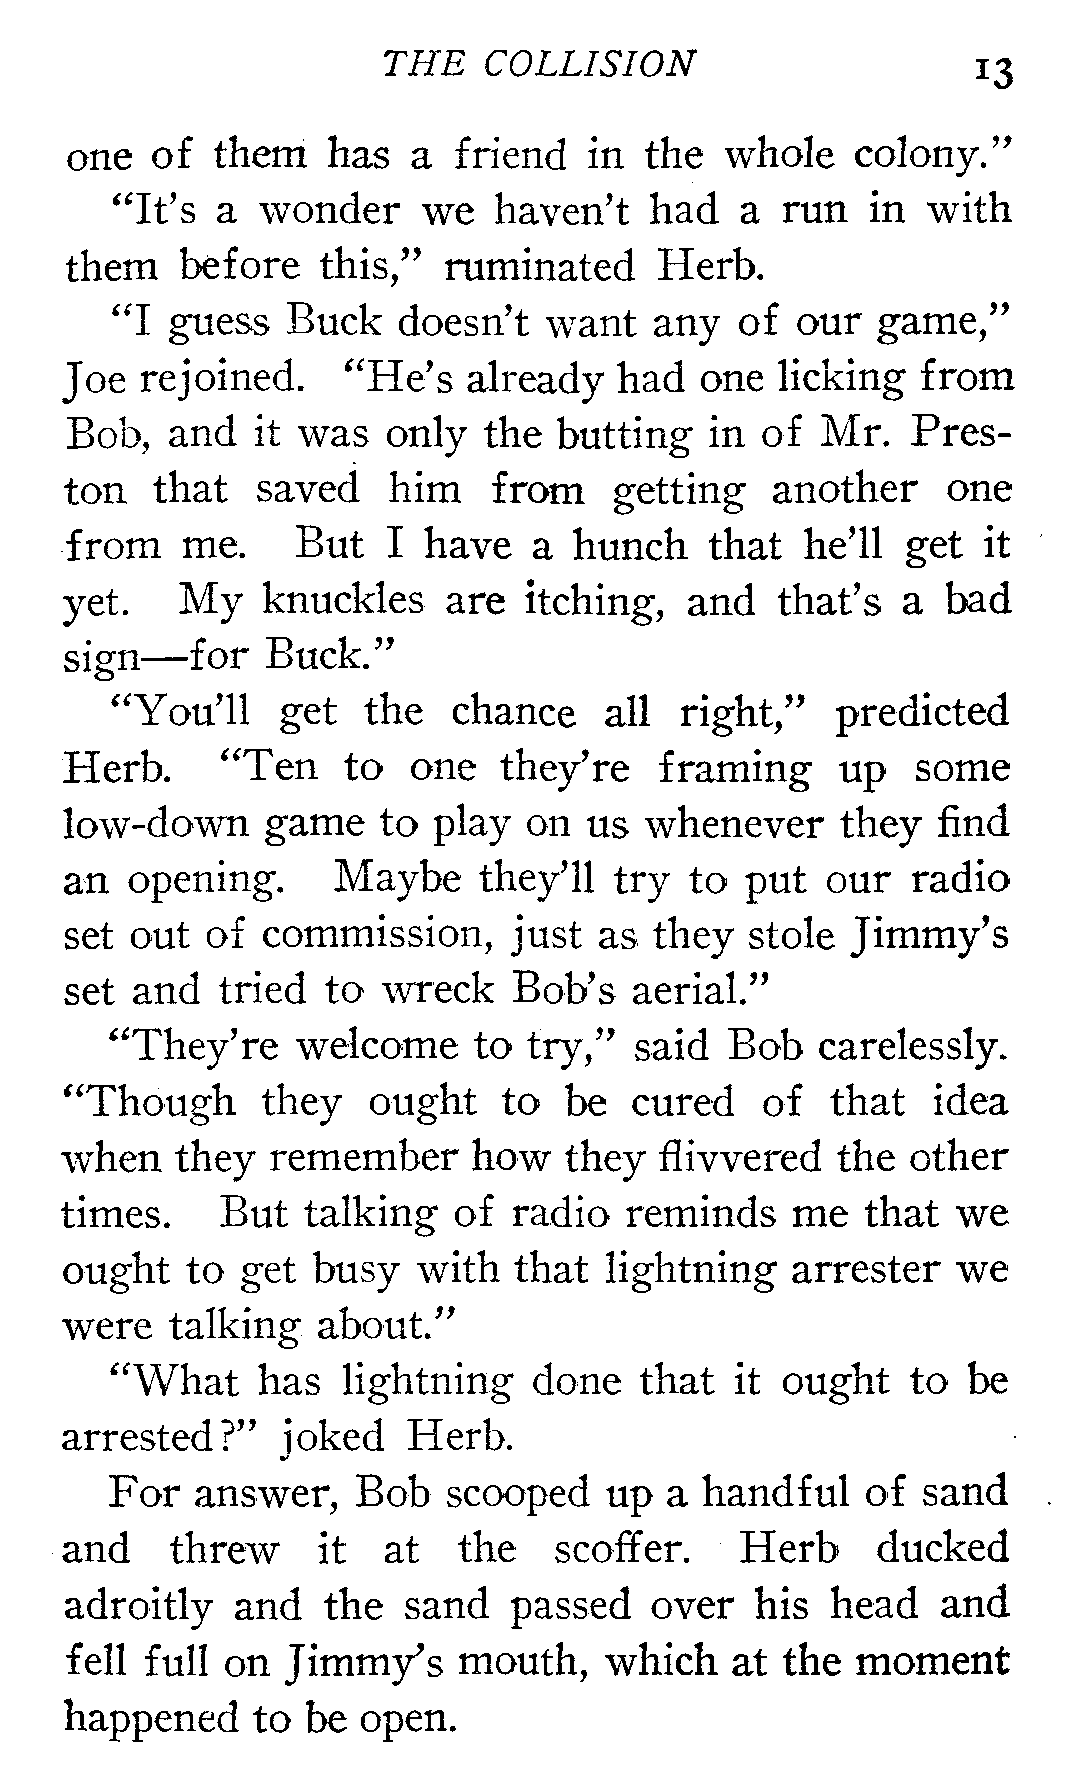 THE COLLISION 13
one of them has a friend in the whole colony."
"It's a wonder we haven't had a run in with
them before this," ruminated Herb.
"I guess Buck doesn't want any of our game,"
Joe rejoined. "He's already had one licking from
Bob, and it was only the butting in of Mr. Pres-
ton that saved him from getting another one
from me. But I have a hunch that he'll get it
yet. My knuckles are itching, and that's a bad
sign—for Buck."
"You'll get the chance all right," predicted
Herb. "Ten to one they're framing up some
low-down game to play on us whenever they find
an opening. Maybe they'll try to put our radio
set out of commission, just as they stole Jimmy's
set and tried to wreck Bob's aerial."
"They're welcome to try," said Bob carelessly.
"Though they ought to be cured of that idea
when they remember how they flivvered the other
times. But talking of radio reminds me that we
ought to get busy with that lightning arrester we
were talking about."
"What has lightning done that it ought to be
arrested?" joked Herb.
For answer, Bob scooped up a handful of sand
and threw it at the scoffer. Herb ducked
adroitly and the sand passed over his head and
fell full on Jimmy's mouth, which at the moment
happened to be open.